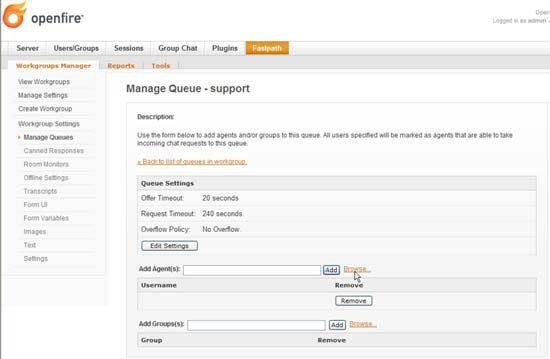 openfire™
Open
Logged in as admin -
Server Users/Groups Sessions Group Chat Plugins Fastpath
Workgroups Manager Reports Tools
View Workgroups
Manage Settings
Create Workgroup
Workgroup Settings
Manage Queues
Canned Responses
Room Monitors
Offline Settings
Transcripts
Form UI
Form Variables
Images
Text
Settings
Manage Queue - support
Description:
Use the form below to add agents and/or groups to this queue. All users specified will be marked as agents that are able to take
incoming chat requests to this queue.
« Back to list of queues in workgroup.
Queue Settings
Offer Timeout: 20 seconds
Request Timeout: 240 seconds.
Overflow Policy: No Overflow.
Edit Settings
Add Agent(s): Add Browse...
Username Remove
Remove
Add Groups(s): Add Browse...
Group Remove